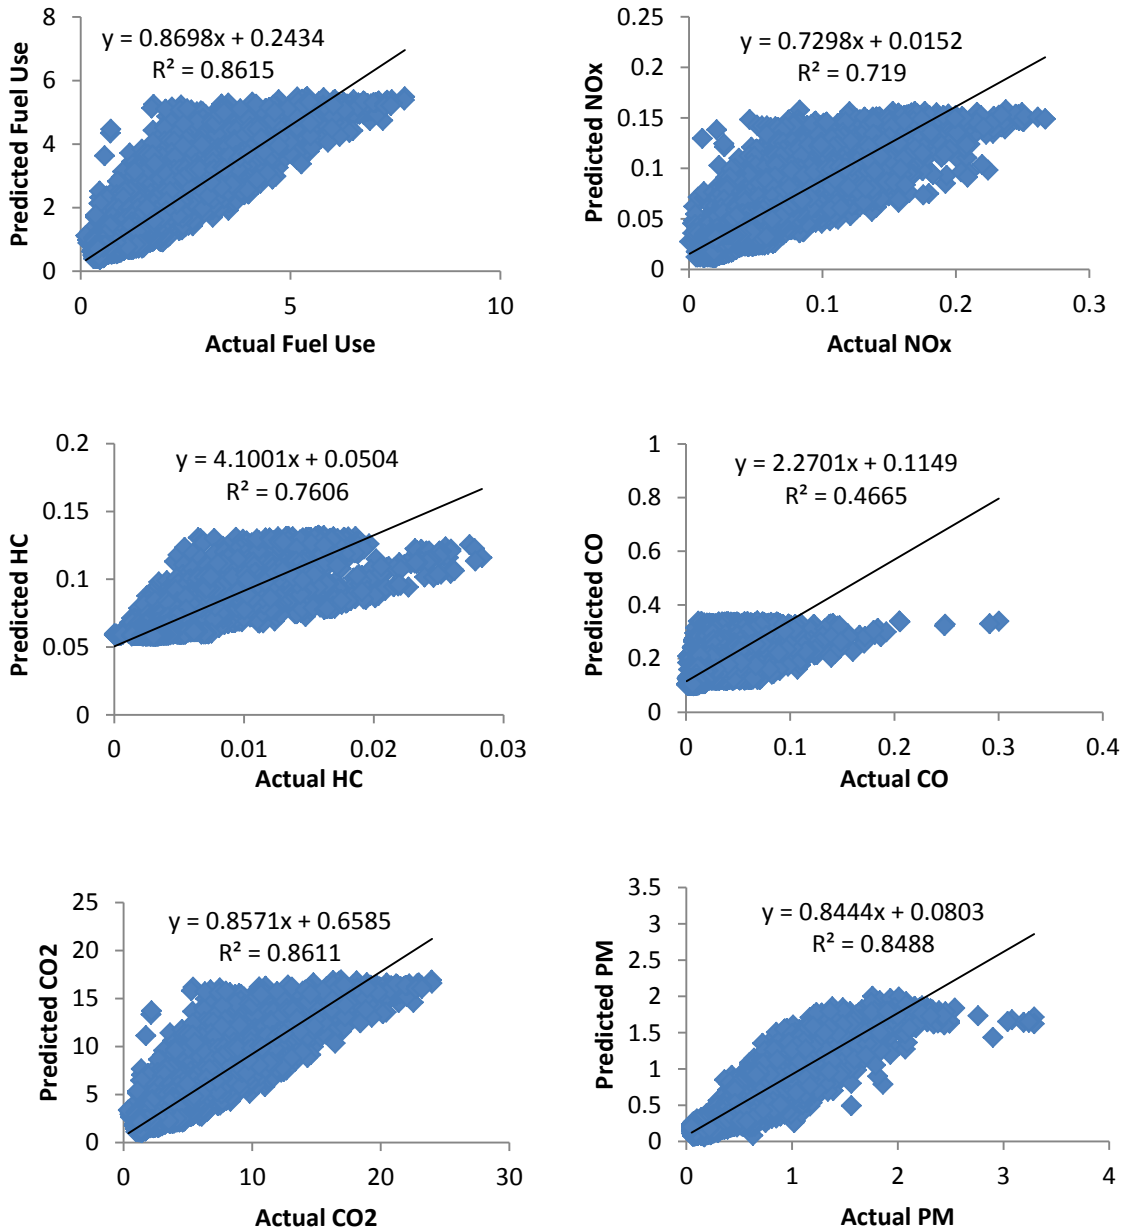 y = 0.8698x + 0.2434
R² = 0.8615
Predicted Fuel Use
8
6
4
2
0
0
5
10
Actual Fuel Use
y = 0.7298x + 0.0152
R² = 0.719
Predicted NOx
0.25
0.2
0.15
0.1
0.05
0
0
0.1
0.2
0.3
Actual NOx
y = 4.1001x + 0.0504
R² = 0.7606
Predicted HC
0.2
0.15
0.1
0.05
0
0
0.01
0.02
0.03
Actual HC
y = 2.2701x + 0.1149
R² = 0.4665
Predicted CO
1
0.8
0.6
0.4
0.2
0
0
0.1
0.2
0.3
0.4
Actual CO
y = 0.8571x + 0.6585
R² = 0.8611
Predicted CO2
25
20
15
10
5
0
0
10
20
30
Actual CO2
y = 0.8444x + 0.0803
R² = 0.8488
Predicted PM
3.5
3
2.5
2
1.5
1
0.5
0
0
1
2
3
4
Actual PM